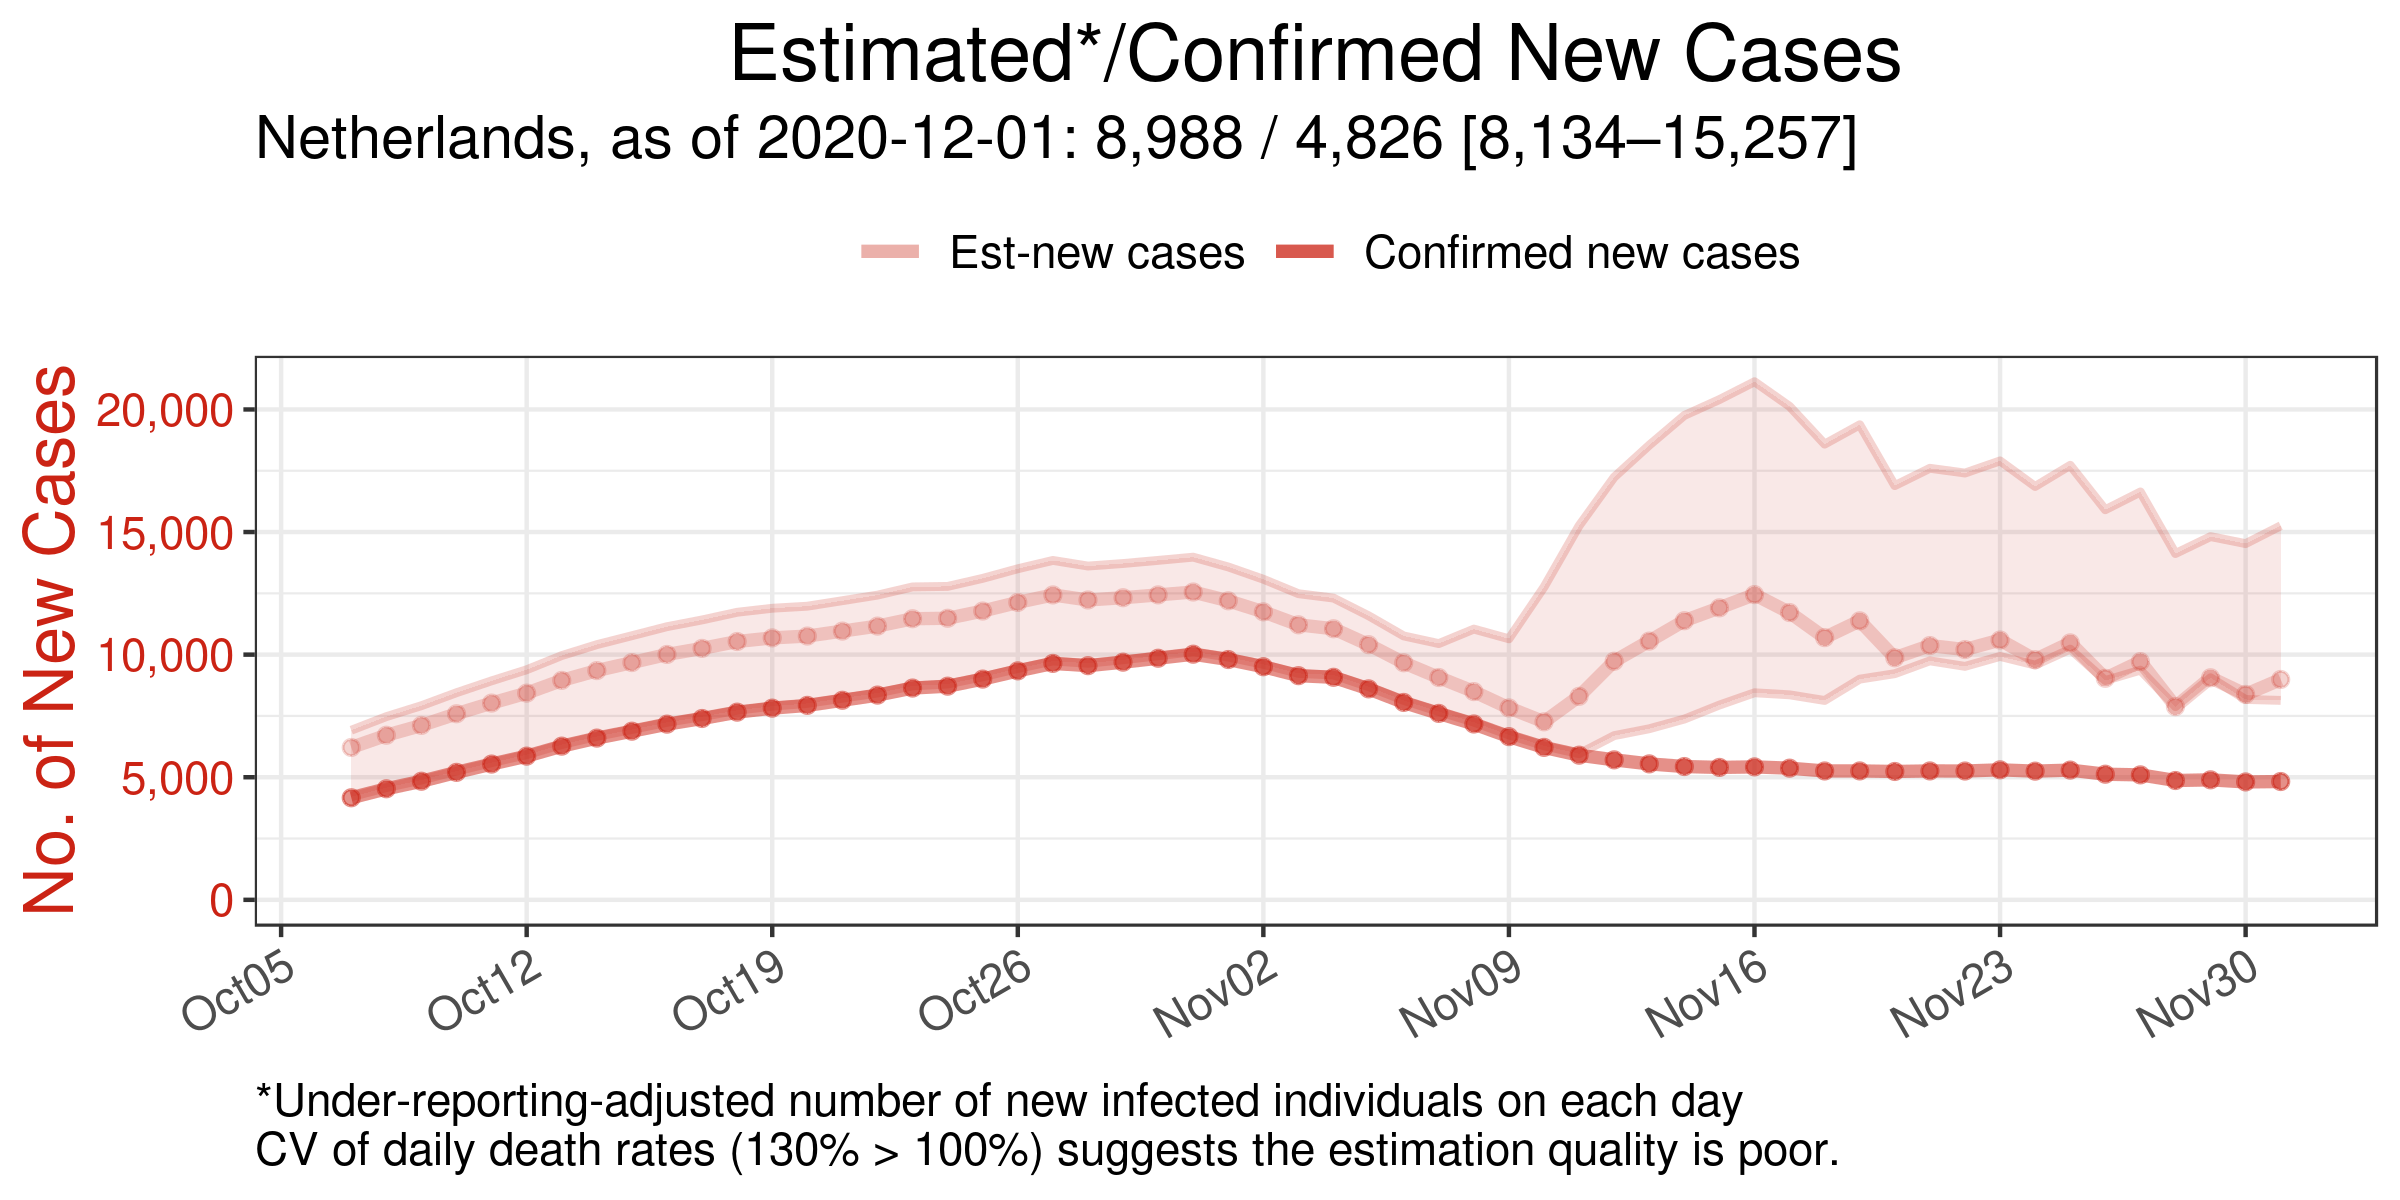 Estimated*/Confirmed New Cases
Netherlands, as of 2020-12-01: 8,988 / 4,826 [8,134–15,257]
Est-new cases Confirmed new cases
No. of New Cases
20,000
15,000
10,000
5,000
0
Oct05 Oct12 Oct19 Oct26 Nov02 Nov09 Nov16 Nov23 Nov30
*Under-reporting-adjusted number of new infected individuals on each day
CV of daily death rates (130% > 100%) suggests the estimation quality is poor.